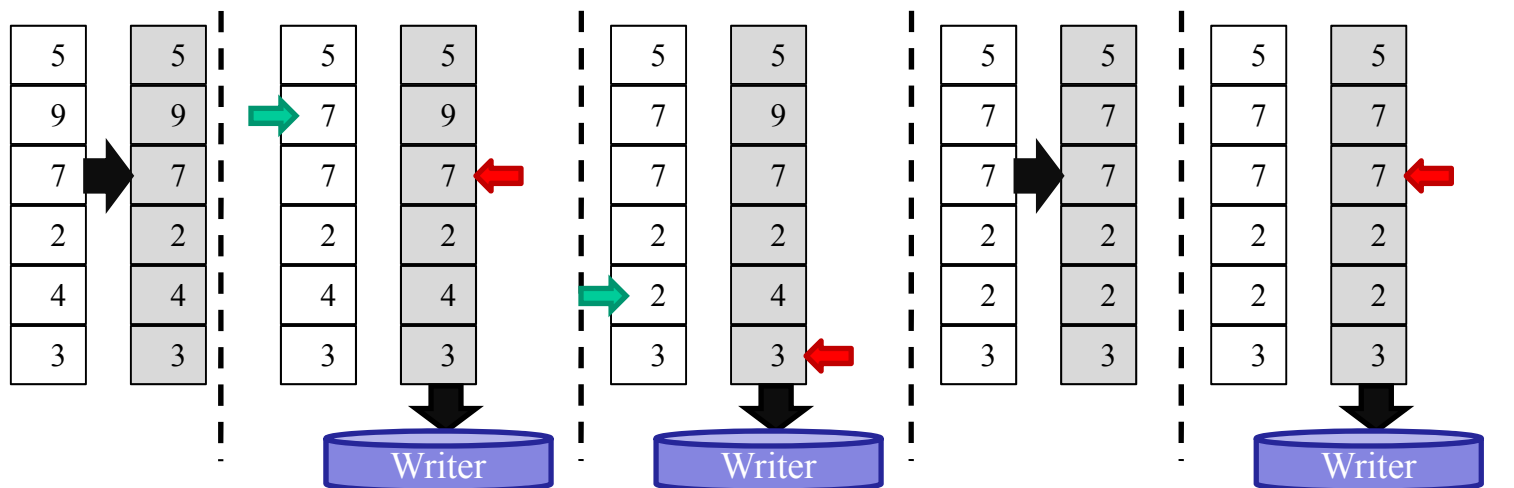 5 5 5 5 5 5 5 5 5 5
9 9 7 9 7 9 7 7 7 7
7 7 7 7 7 7 7 7 7 7
2 2 2 2 2 2 2 2 2 2
4 4 4 4 2 4 2 2 2 2
3 3 3 3 3 3 3 3 3 3
Writer Writer Writer